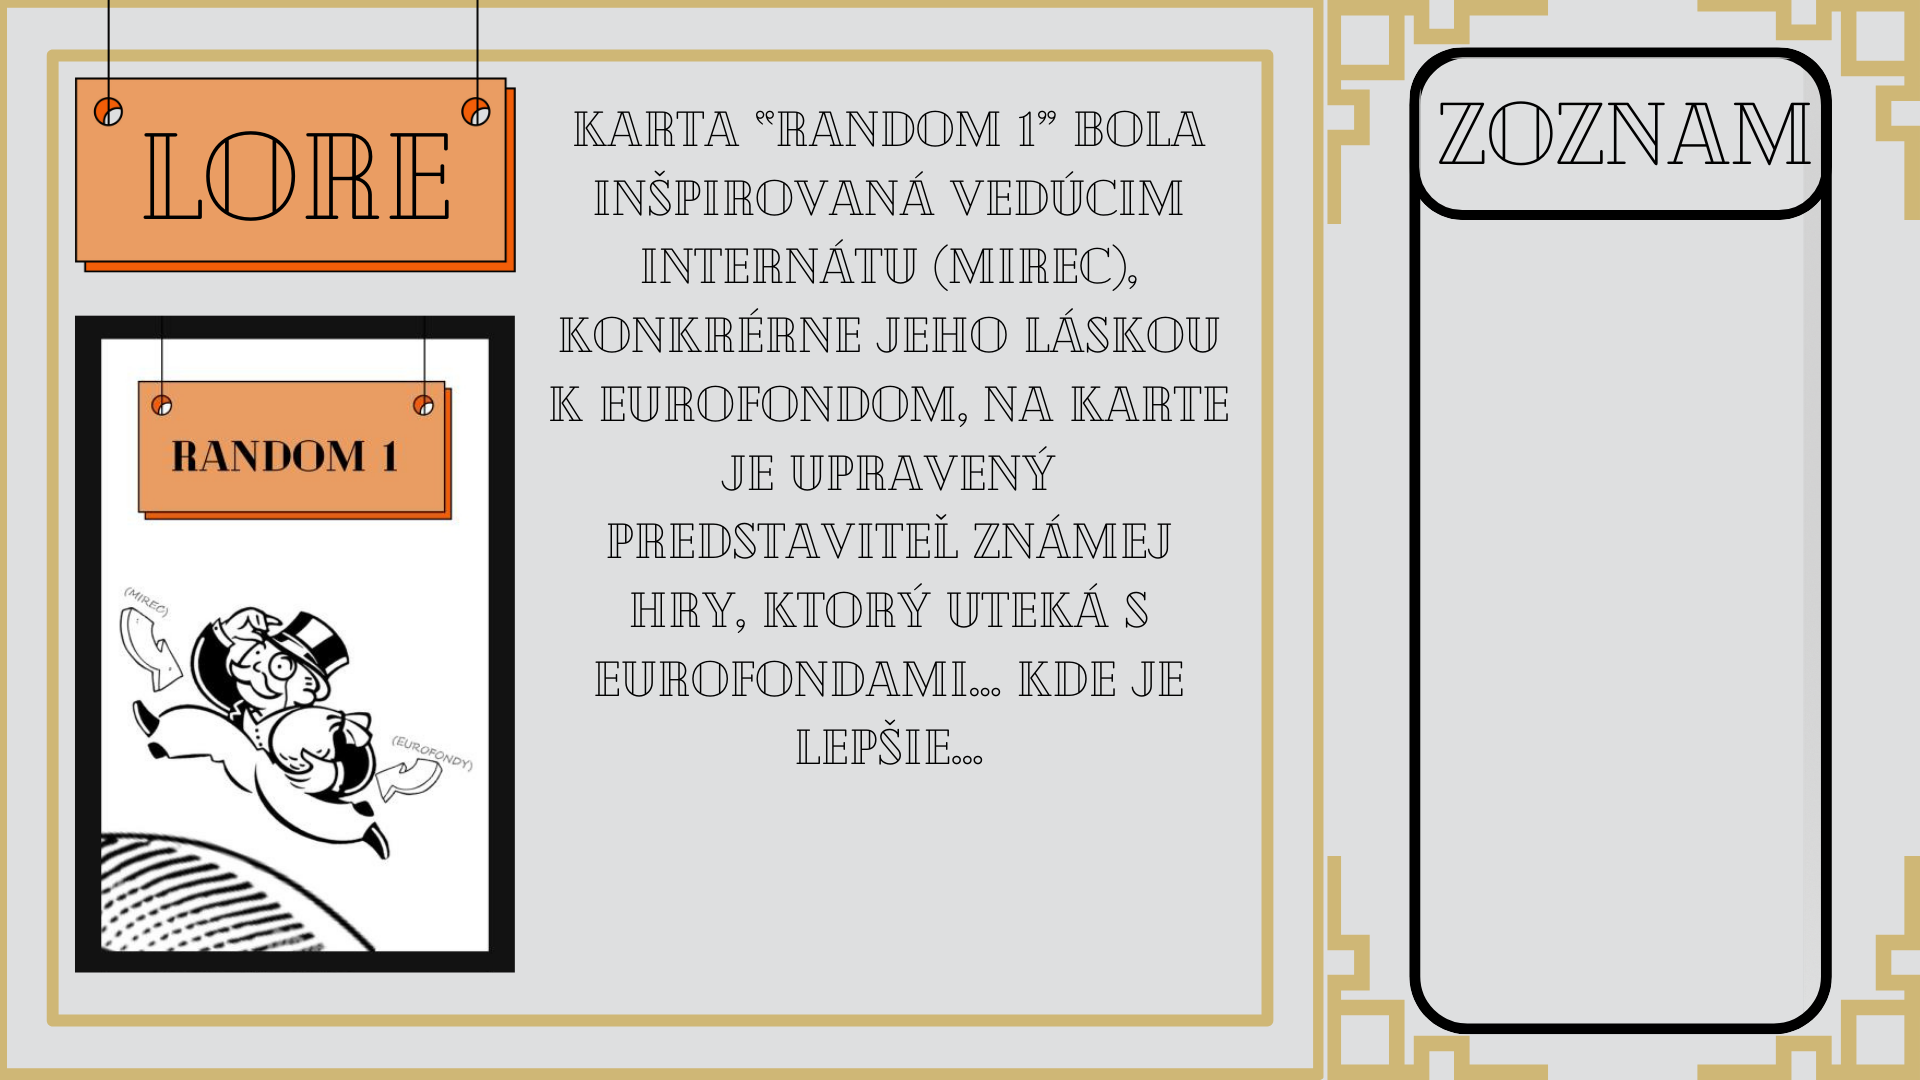 LORE
RANDOM 1
(MIREC)
(EUROFONDY)
KARTA “RANDOM 1” BOLA
INŠPIROVANÁ VEDÚCIM
INTERNÁTU (MIREC),
KONKRÉRNE JEHO LÁSKOU
K EUROFONDOM, NA KARTE
JE UPRAVENÝ
PREDSTAVITEĽ ZNÁMEJ
HRY, KTORÝ UTEKÁ S
EUROFONDAMI... KDE JE
LEPŠIE...
ZOZNAM